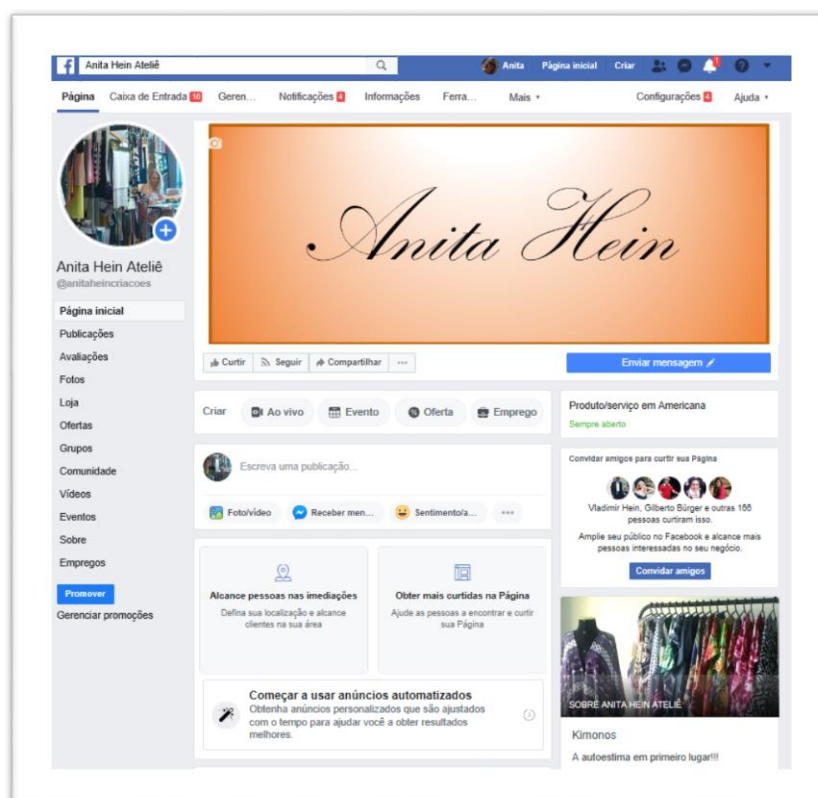 Anita Hein Ateliê
Anita Página inicial Criar
Página Caixa de Entrada 10 Geren... Notificações 4 Informações Ferra... Mais Configurações 4 Ajuda
Anita Hein
Anita Hein Ateliê
@anitaheincriacoes
Página inicial
Publicações
Avaliações
Fotos
Loja
Ofertas
Grupos
Comunidade
Vídeos
Eventos
Sobre
Empregos
Promover
Gerenciar promoções
Curtir Seguir Compartilhar ...
Enviar mensagem
Criar Ao vivo Evento Oferta Emprego
Escreva uma publicação...
Foto/vídeo Receber men... Sentimento/a... ...
Alcance pessoas nas imediações
Defina sua localização e alcance
clientes na sua área
Obter mais curtidas na Página
Ajude as pessoas a encontrar e curtir
sua Página
Começar a usar anúncios automatizados
Obtenha anúncios personalizados que são ajustados
com o tempo para ajudar você a obter resultados
melhores.
Produto/serviço em Americana
Sempre aberto
Convidar amigos para curtir sua Página
Vladimir Hein, Gilberto Bürger e outras 166
pessoas curtiram isso.
Amplie seu público no Facebook e alcance mais
pessoas interessadas no seu negócio.
Convidar amigos
SOBRE ANITA HEIN ATELIÊ
Kimonos
A autoestima em primeiro lugar!!!